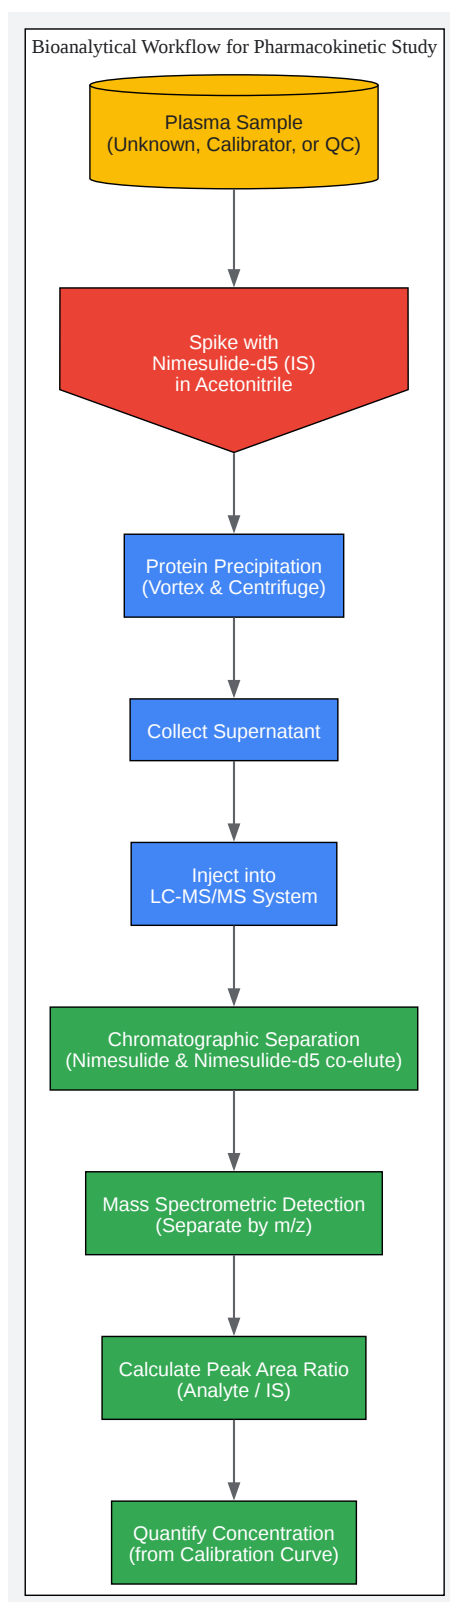 Bioanalytical Workflow for Pharmacokinetic Study
Plasma Sample
(Unknown, Calibrator, or QC)
Spike with
Nimesulide-d5 (IS)
in Acetonitrile
Protein Precipitation
(Vortex & Centrifuge)
Collect Supernatant
Inject into
LC-MS/MS System
Chromatographic Separation
(Nimesulide & Nimesulide-d5 co-elute)
Mass Spectrometric Detection
(Separate by m/z)
Calculate Peak Area Ratio
(Analyte / IS)
Quantify Concentration
(from Calibration Curve)